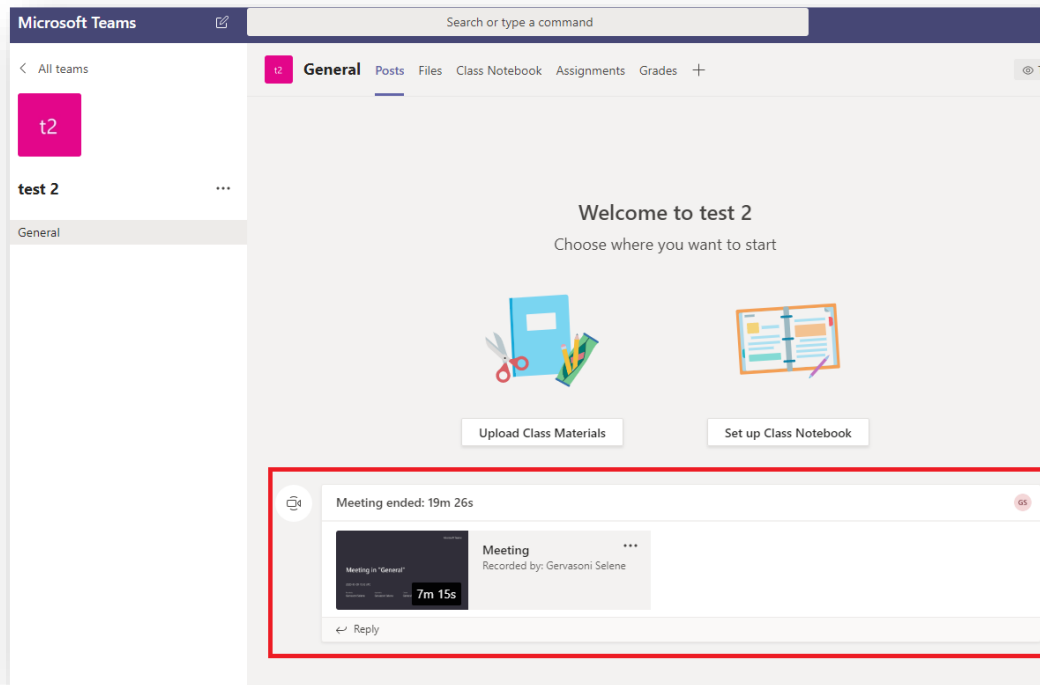 Microsoft Teams
Search or type a command
All teams
t2
General Posts Files Class Notebook Assignments Grades
t2
test 2
General
Welcome to test 2
Choose where you want to start
Upload Class Materials
Set up Class Notebook
Meeting ended: 19m 26s
GS
Meeting in "General"
7m 15s
Meeting
Recorded by: Gervasoni Selene
Reply